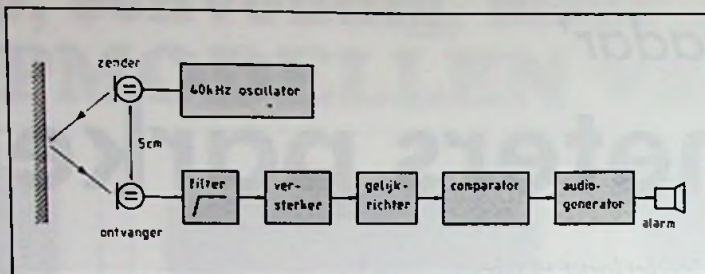 zender
40kHz oscillator
5cm
filter
ver-
sterker
gelijk-
richter
comparator
audio-
generator
ontvanger
alarm